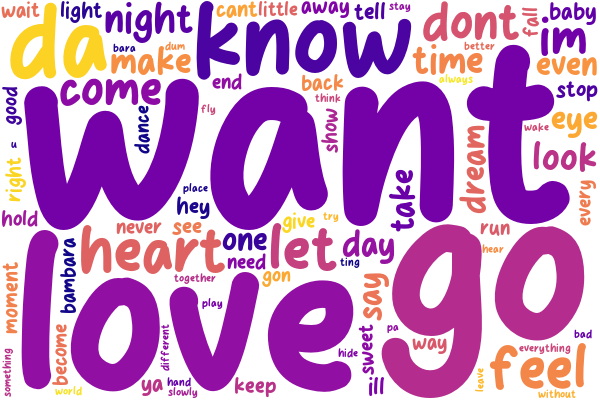 wait
light
night
cant
little
away
tell
stay
dont
fall
baby
da
bara
dum
make
know
time
better
im
even
come
end
back
think
always
stop
good
want
fly
show
eye
dance
wake
look
right
a
place
hey
take
dream
every
hold
never
see
give
try
run
hear
heart
one
let
day
need
ting
gon
go
moment
bambara
together
love
play
say
become
different
hide
sweet
pa
way
bad
everything
something
world
ya
hand
slowly
keep
ill
leave
feel
without